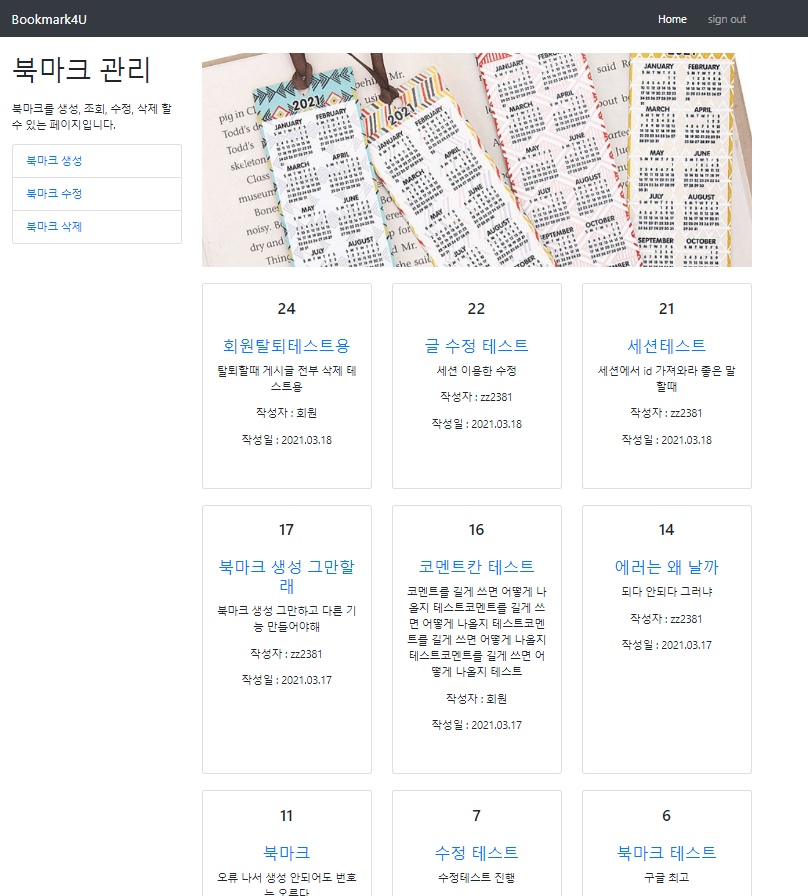 Bookmark4U
Home
sign out
북마크 관리
북마크를 생성, 조회, 수정, 삭제 할
수 있는 페이지입니다.
북마크 생성
북마크 수정
북마크 삭제
24
회원탈퇴테스트용
탈퇴할때 게시글 전부 삭제 테
스트용
작성자 : 회원
작성일 : 2021.03.18
22
글 수정 테스트
세션 이용한 수정
작성자 : zz2381
작성일 : 2021.03.18
21
세션테스트
세션에서 id 가져와라 좋은 말
할때
작성자 : zz2381
작성일 : 2021.03.18
17
북마크 생성 그만할
래
북마크 생성 그만하고 다른 기
능 만들어야해
작성자 : zz2381
작성일 : 2021.03.17
16
코멘트칸 테스트
코멘트를 길게 쓰면 어떻게 나
올지 테스트코멘트를 길게 쓰
면 어떻게 나올지 테스트코멘
트를 길게 쓰면 어떻게 나올지
테스트코멘트를 길게 쓰면 어
떻게 나올지 테스트
작성자 : 회원
작성일 : 2021.03.17
14
에러는 왜 날까
되다 안되다 그러냐
작성자 : zz2381
작성일 : 2021.03.17
11
북마크
오류 나서 생성 안되어도 번호
는 오른다
7
수정 테스트
수정테스트 진행
6
북마크 테스트
구글 최고